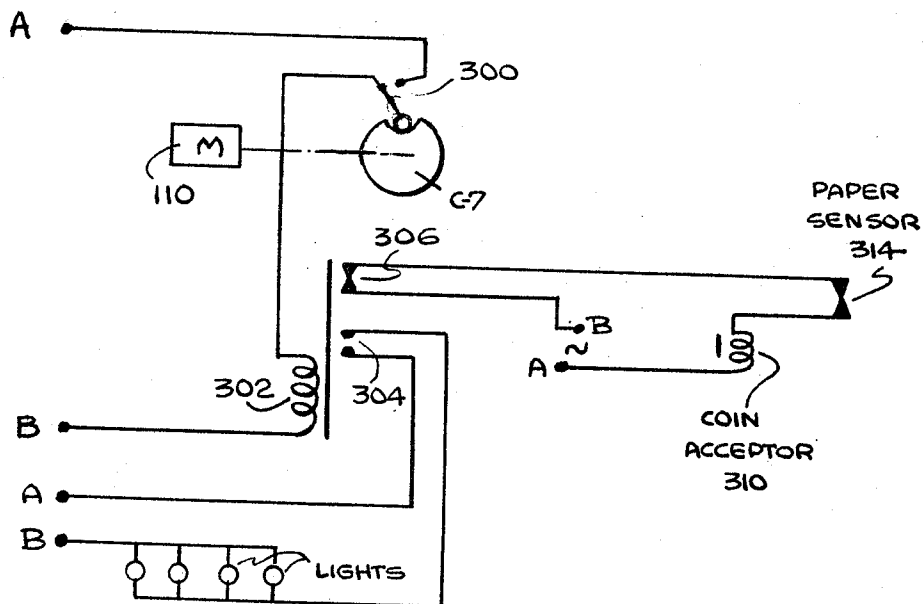 A
300
M
110
C-7
PAPER
SENSOR
314
306
B
~
A
304
302
COIN
ACCEPTOR
310
B
A
B
LIGHTS